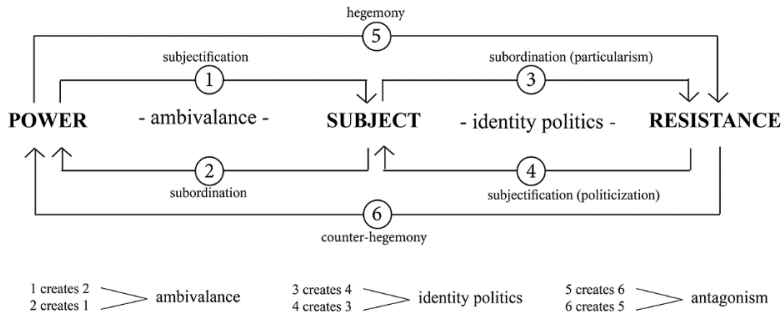 hegemony
5
subjectification
subordination (particularism)
1
3
POWER - ambivalance - SUBJECT - identity politics - RESISTANCE
2
4
subordination
subjectification (politicization)
6
counter-hegemony
1 creates 2
2 creates 1
ambivalance
3 creates 4
4 creates 3
identity politics
5 creates 6
6 creates 5
antagonism